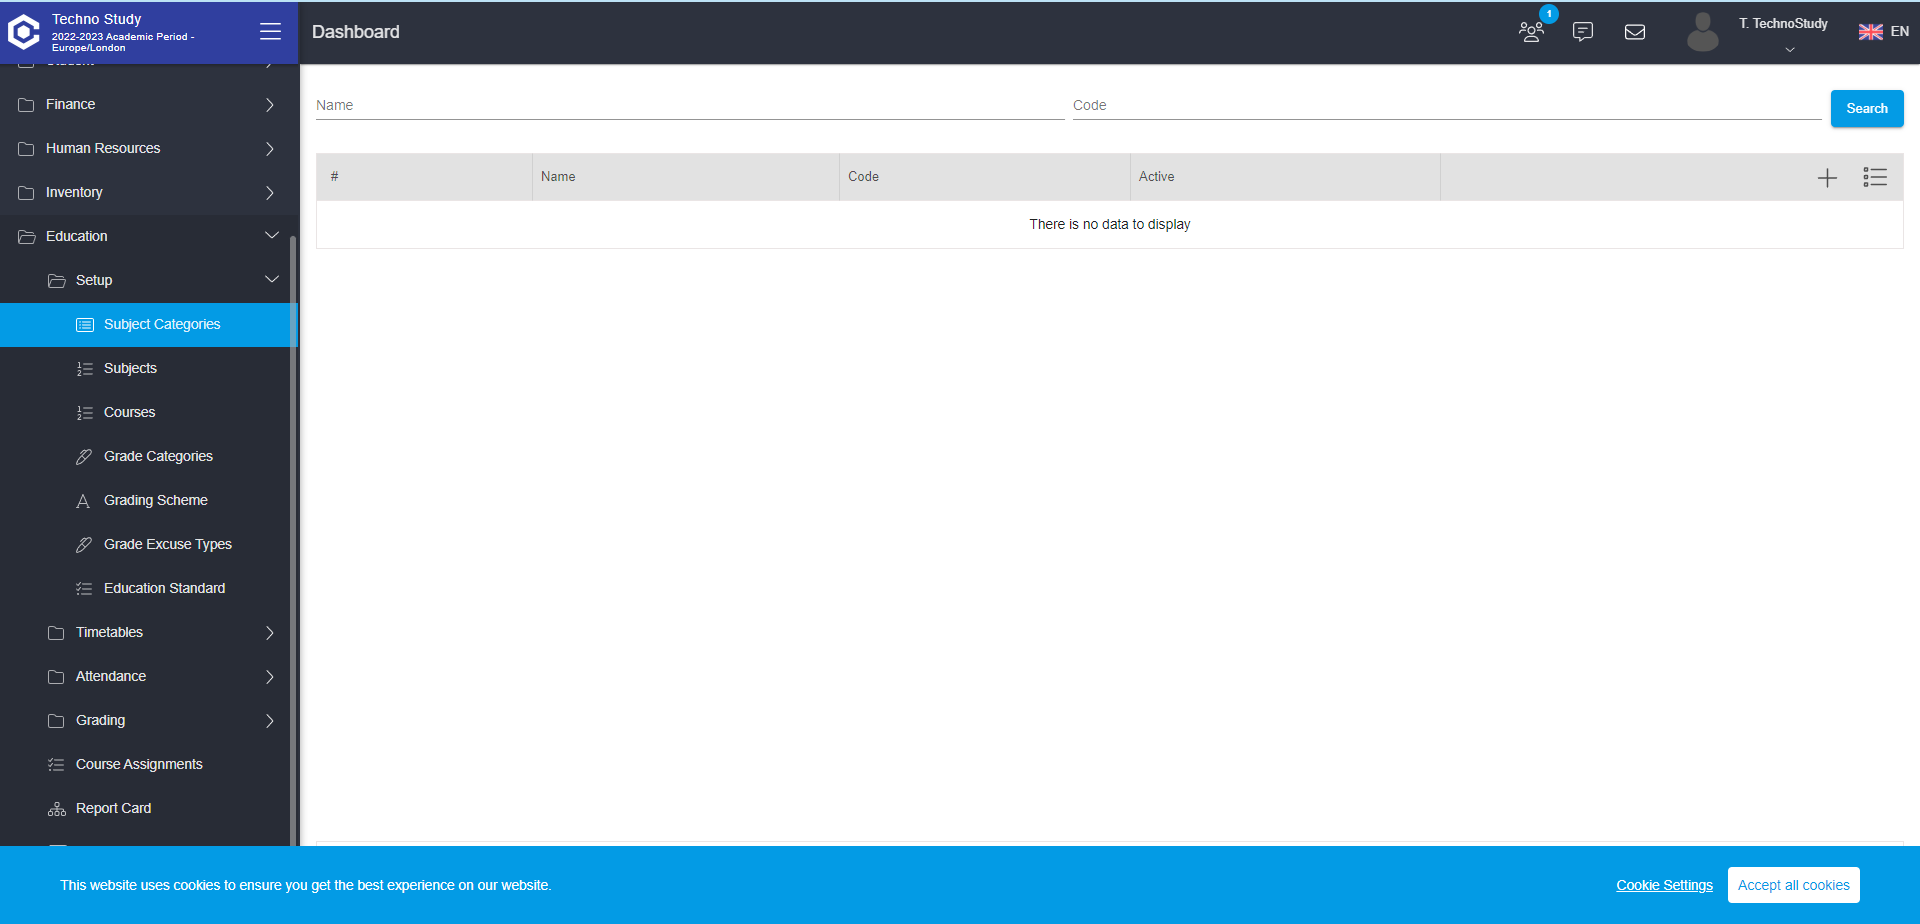 Techno Study
2022-2023 Academic Period -
Europe/London
Dashboard
1
T. TechnoStudy
EN
Student
Finance
Human Resources
Inventory
Education
Setup
Subject Categories
Subjects
Courses
Grade Categories
Grading Scheme
Grade Excuse Types
Education Standard
Timetables
Attendance
Grading
Course Assignments
Report Card
Name
Code
Search
# Name Code Active
There is no data to display
This website uses cookies to ensure you get the best experience on our website.
Cookie Settings
Accept all cookies